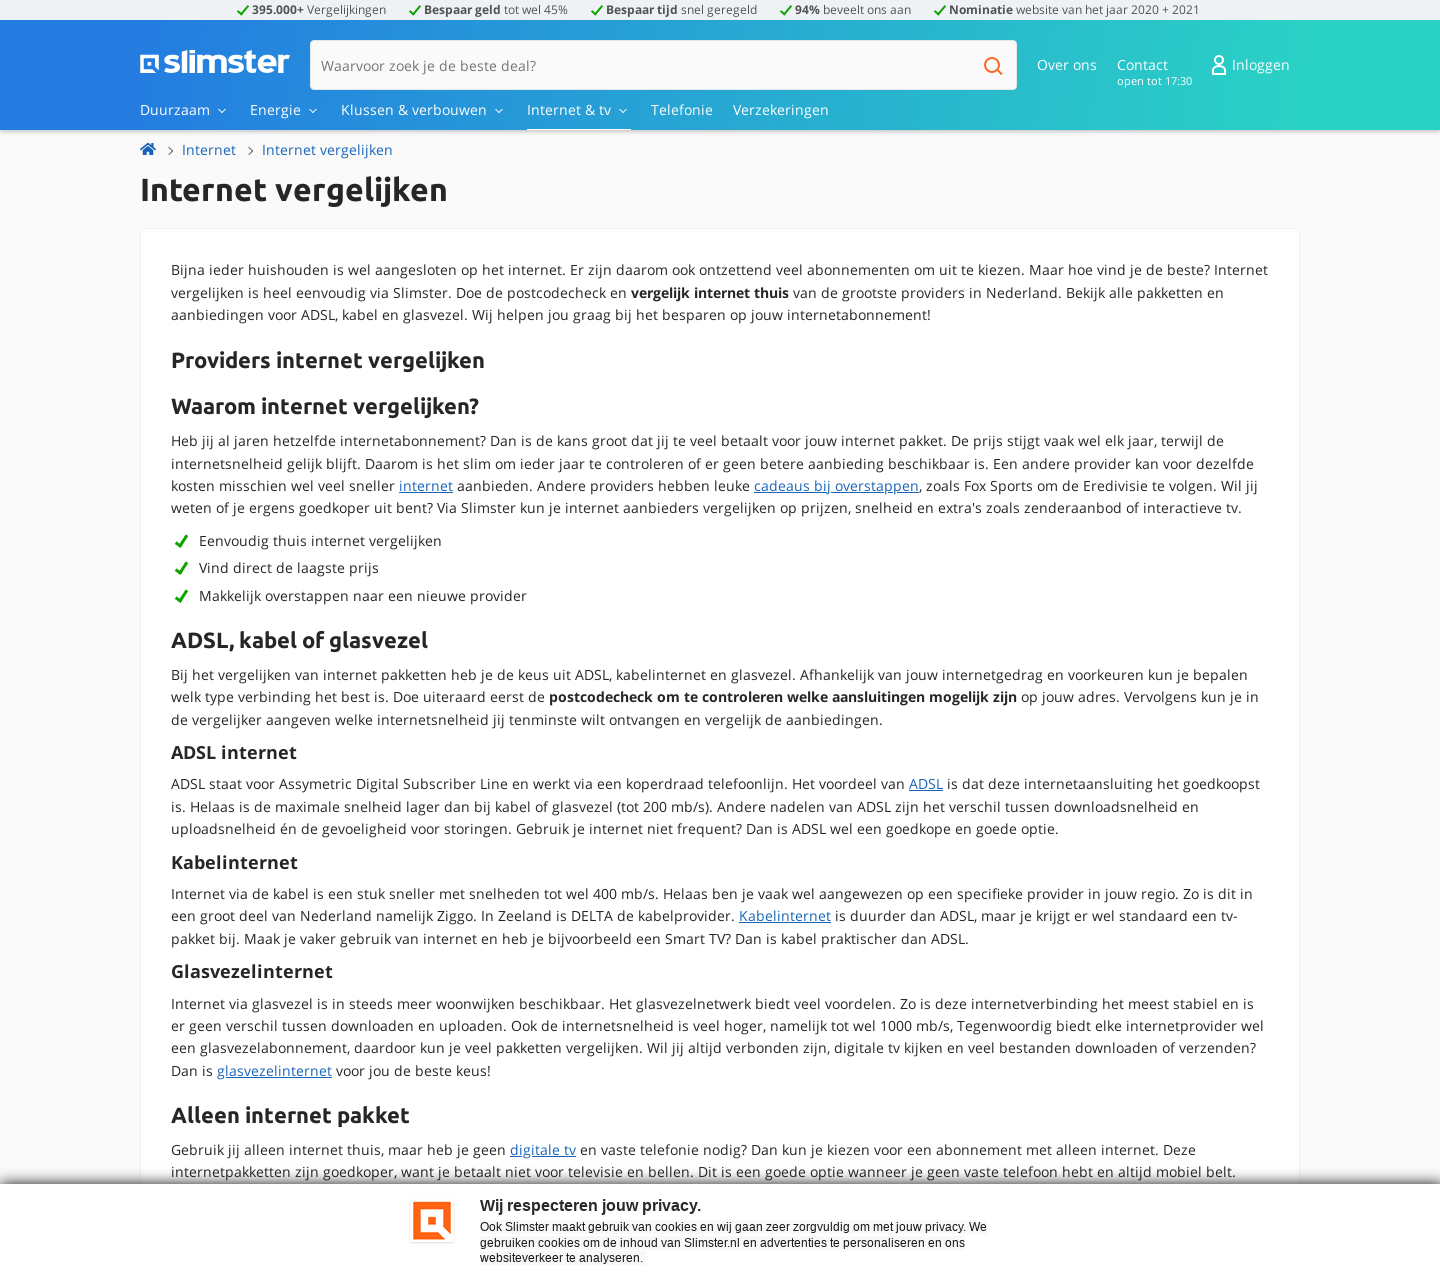 395.000+ Vergelijkingen Bespaar geld tot wel 45% Bespaar tijd snel geregeld 94% beveelt ons aan Nominatie website van het jaar 2020 + 2021
slimster
Waarvoor zoek je de beste deal?
Over ons
Contact
open tot 17:30
Inloggen
Duurzaam Energie Klussen & verbouwen Internet & tv Telefonie Verzekeringen
Internet Internet vergelijken
Internet vergelijken
Bijna ieder huishouden is wel aangesloten op het internet. Er zijn daarom ook ontzettend veel abonnementen om uit te kiezen. Maar hoe vind je de beste? Internet
vergelijken is heel eenvoudig via Slimster. Doe de postcodecheck en vergelijk internet thuis van de grootste providers in Nederland. Bekijk alle pakketten en
aanbiedingen voor ADSL, kabel en glasvezel. Wij helpen jou graag bij het besparen op jouw internetabonnement!
Providers internet vergelijken
Waarom internet vergelijken?
Heb jij al jaren hetzelfde internetabonnement? Dan is de kans groot dat jij te veel betaalt voor jouw internet pakket. De prijs stijgt vaak wel elk jaar, terwijl de
internetsnelheid gelijk blijft. Daarom is het slim om ieder jaar te controleren of er geen betere aanbieding beschikbaar is. Een andere provider kan voor dezelfde
kosten misschien wel veel sneller internet aanbieden. Andere providers hebben leuke cadeaus bij overstappen, zoals Fox Sports om de Eredivisie te volgen. Wil jij
weten of je ergens goedkoper uit bent? Via Slimster kun je internet aanbieders vergelijken op prijzen, snelheid en extra's zoals zenderaanbod of interactieve tv.
Eenvoudig thuis internet vergelijken
Vind direct de laagste prijs
Makkelijk overstappen naar een nieuwe provider
ADSL, kabel of glasvezel
Bij het vergelijken van internet pakketten heb je de keus uit ADSL, kabelinternet en glasvezel. Afhankelijk van jouw internetgedrag en voorkeuren kun je bepalen
welk type verbinding het best is. Doe uiteraard eerst de postcodecheck om te controleren welke aansluitingen mogelijk zijn op jouw adres. Vervolgens kun je in
de vergelijker aangeven welke internetsnelheid jij tenminste wilt ontvangen en vergelijk de aanbiedingen.
ADSL internet
ADSL staat voor Assymetric Digital Subscriber Line en werkt via een koperdraad telefoonlijn. Het voordeel van ADSL is dat deze internetaansluiting het goedkoopst
is. Helaas is de maximale snelheid lager dan bij kabel of glasvezel (tot 200 mb/s). Andere nadelen van ADSL zijn het verschil tussen downloadsnelheid en
uploadsnelheid én de gevoeligheid voor storingen. Gebruik je internet niet frequent? Dan is ADSL wel een goedkope en goede optie.
Kabelinternet
Internet via de kabel is een stuk sneller met snelheden tot wel 400 mb/s. Helaas ben je vaak wel aangewezen op een specifieke provider in jouw regio. Zo is dit in
een groot deel van Nederland namelijk Ziggo. In Zeeland is DELTA de kabelprovider. Kabelinternet is duurder dan ADSL, maar je krijgt er wel standaard een tv-
pakket bij. Maak je vaker gebruik van internet en heb je bijvoorbeeld een Smart TV? Dan is kabel praktischer dan ADSL.
Glasvezelinternet
Internet via glasvezel is in steeds meer woonwijken beschikbaar. Het glasvezelnetwerk biedt veel voordelen. Zo is deze internetverbinding het meest stabiel en is
er geen verschil tussen downloaden en uploaden. Ook de internetsnelheid is veel hoger, namelijk tot wel 1000 mb/s, Tegenwoordig biedt elke internetprovider wel
een glasvezelabonnement, daardoor kun je veel pakketten vergelijken. Wil jij altijd verbonden zijn, digitale tv kijken en veel bestanden downloaden of verzenden?
Dan is glasvezelinternet voor jou de beste keus!
Alleen internet pakket
Gebruik jij alleen internet thuis, maar heb je geen digitale tv en vaste telefonie nodig? Dan kun je kiezen voor een abonnement met alleen internet. Deze
internetpakketten zijn goedkoper, want je betaalt niet voor televisie en bellen. Dit is een goede optie wanneer je geen vaste telefoon hebt en altijd mobiel belt.
Wij respecteren jouw privacy.
Ook Slimster maakt gebruik van cookies en wij gaan zeer zorgvuldig om met jouw privacy. We
gebruiken cookies om de inhoud van Slimster.nl en advertenties te personaliseren en ons
websiteverkeer te analyseren.